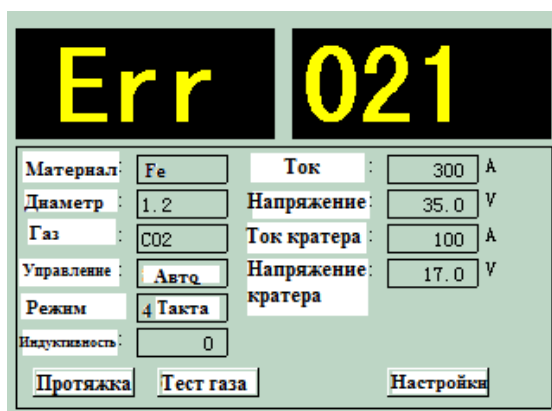 Err 021
Материал: Fe Ток : 300 A
Диаметр : 1.2 Напряжение: 35.0 V
Газ : CO2 Ток кратера : 100 A
Управление : Авто Напряжение: 17.0 V
кратера
Режим 4 Такта
Индуктивность: 0
Протяжка Тест газа Настройки